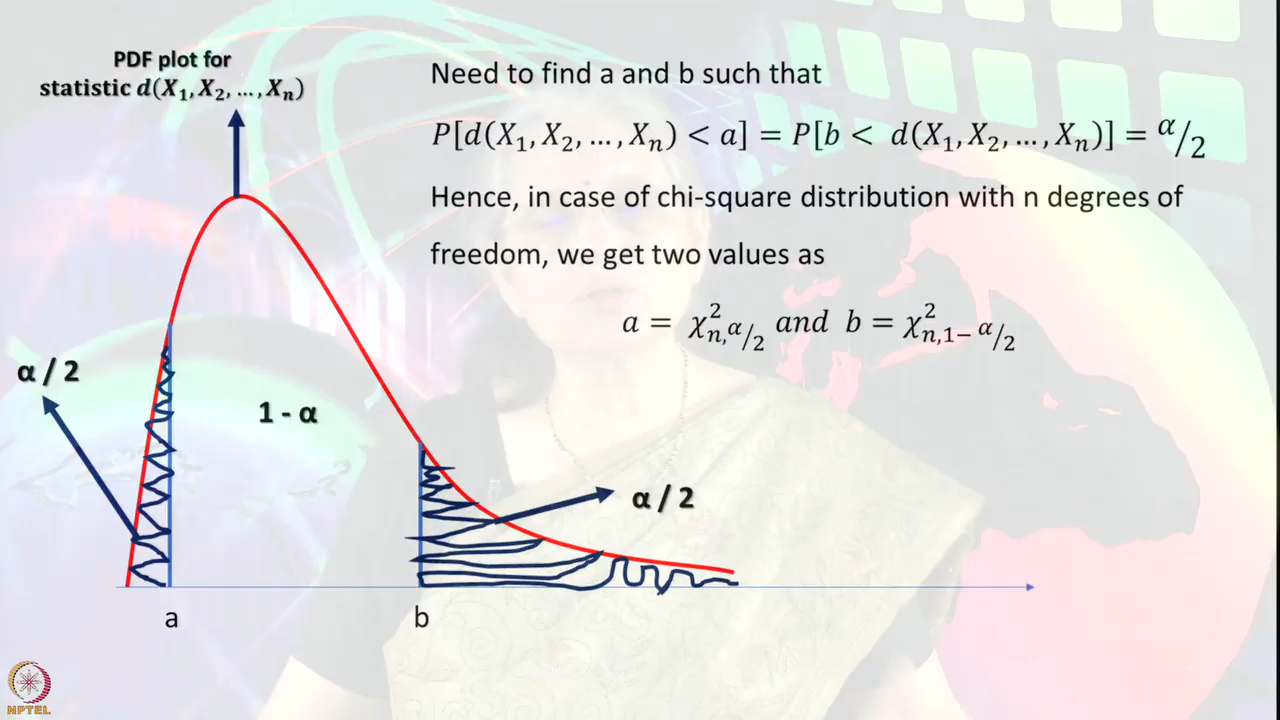 PDF plot for
statistic d(X₁, X₂, …, Xₙ)
Need to find a and b such that
P[d(X₁, X₂, …, Xₙ) < a] = P[b < d(X₁, X₂, …, Xₙ)] = α/2
Hence, in case of chi-square distribution with n degrees of
freedom, we get two values as
a = χ²ₙ,α/2 and b = χ²ₙ,1−α/2
α / 2
1 - α
α / 2
a
b
NPTEL